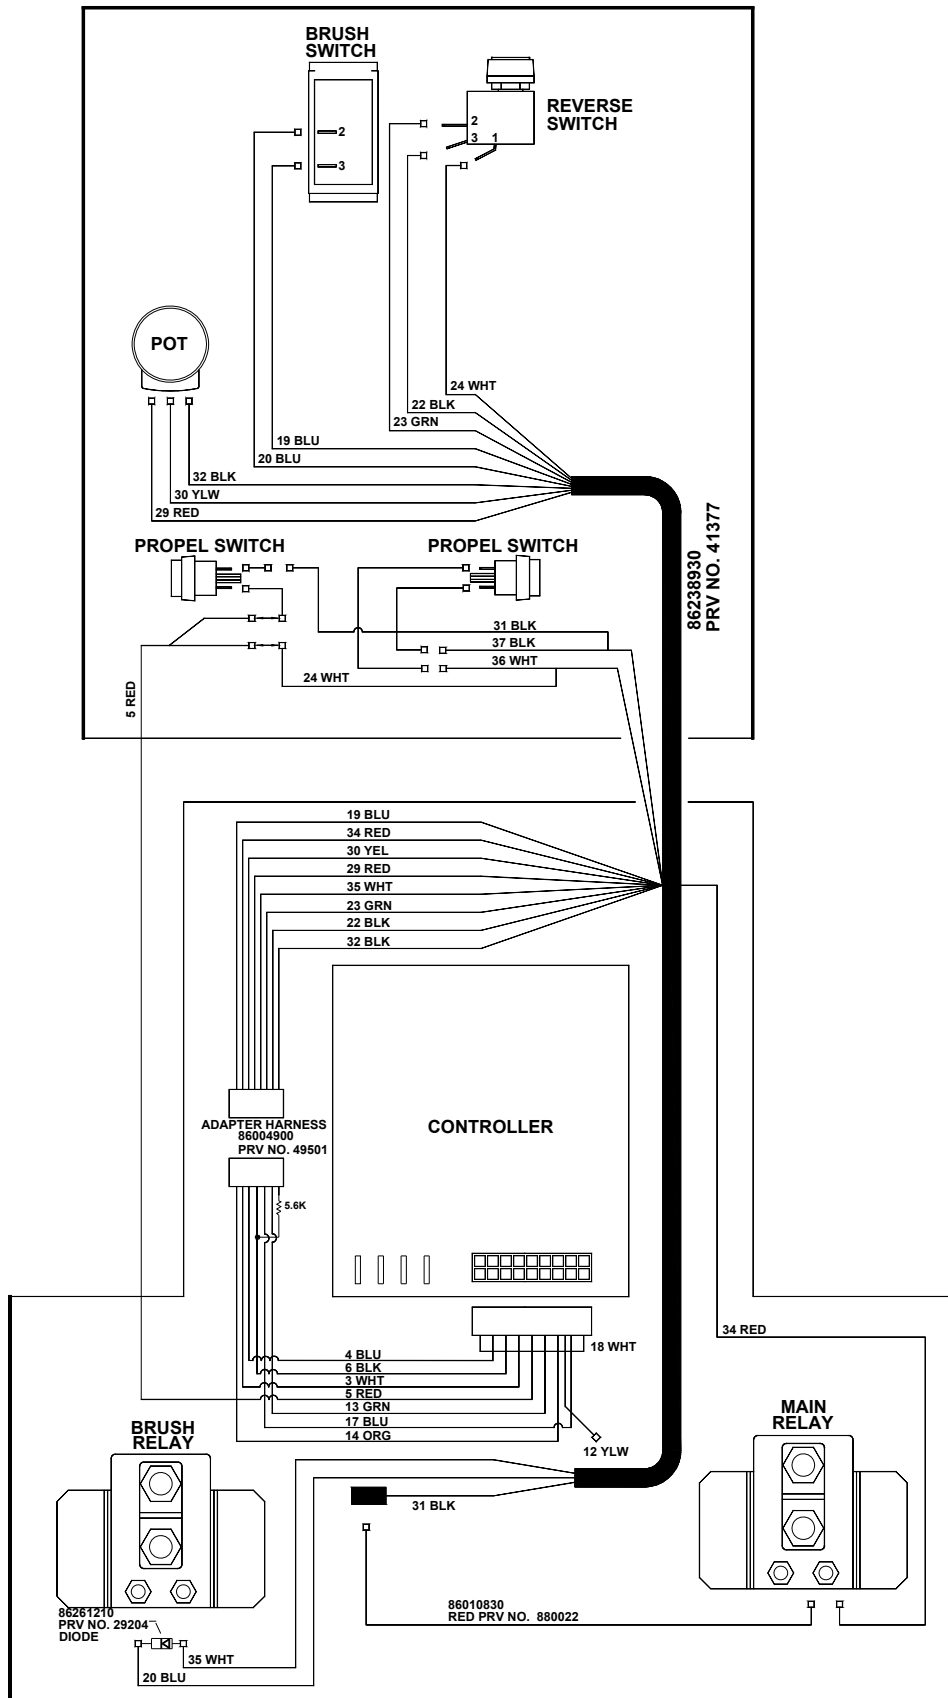 BRUSH
SWITCH
2
3
2
3 1
REVERSE
SWITCH
POT
24 WHT
22 BLK
23 GRN
19 BLU
20 BLU
32 BLK
30 YLW
29 RED
86238930
PRV NO. 41377
PROPEL SWITCH
PROPEL SWITCH
31 BLK
37 BLK
36 WHT
24 WHT
5 RED
19 BLU
34 RED
30 YEL
29 RED
35 WHT
23 GRN
22 BLK
32 BLK
ADAPTER HARNESS
86004900
PRV NO. 49501
5.6K
CONTROLLER
34 RED
18 WHT
4 BLU
6 BLK
3 WHT
5 RED
13 GRN
17 BLU
14 ORG
12 YLW
BRUSH
RELAY
MAIN
RELAY
31 BLK
86010830
RED PRV NO. 880022
86261210
PRV NO. 29204
DIODE
35 WHT
20 BLU